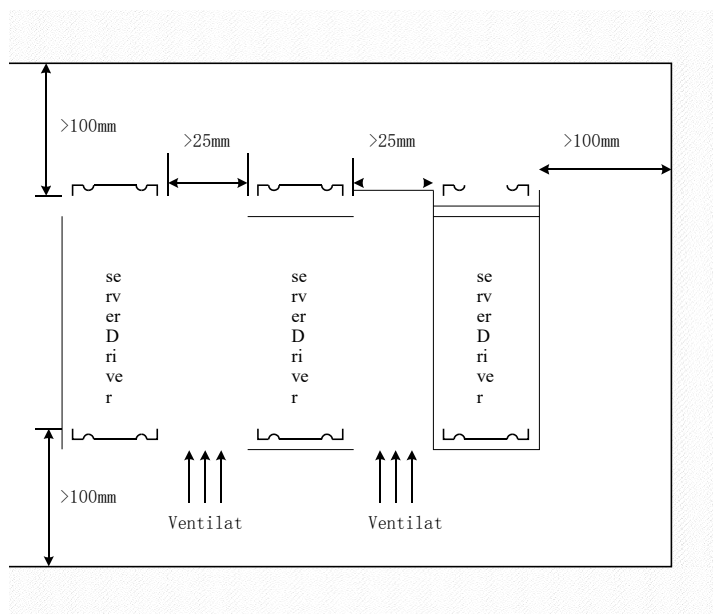 >100mm
>25mm
>25mm
>100mm
se
rv
er
D
ri
ve
r
se
rv
er
D
ri
ve
r
se
rv
er
D
ri
ve
r
>100mm
Ventilat
Ventilat